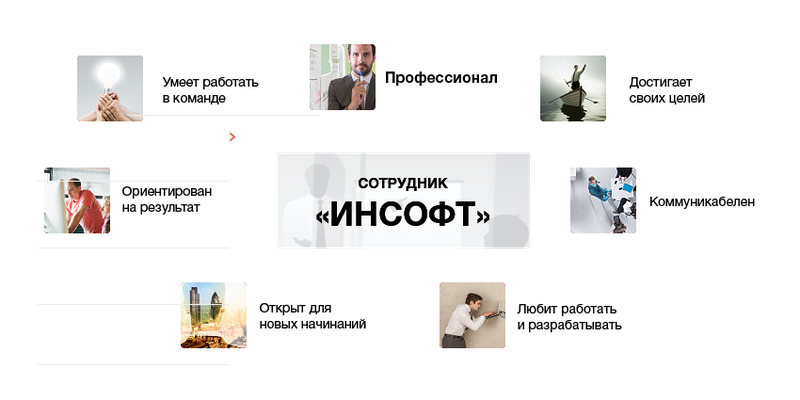 Умеет работать
в команде
Профессионал
Достигает
своих целей
Ориентирован
на результат
СОТРУДНИК
«ИНСОФТ»
Коммуникабелен
Открыт для
новых начинаний
Любит работать
и разрабатывать